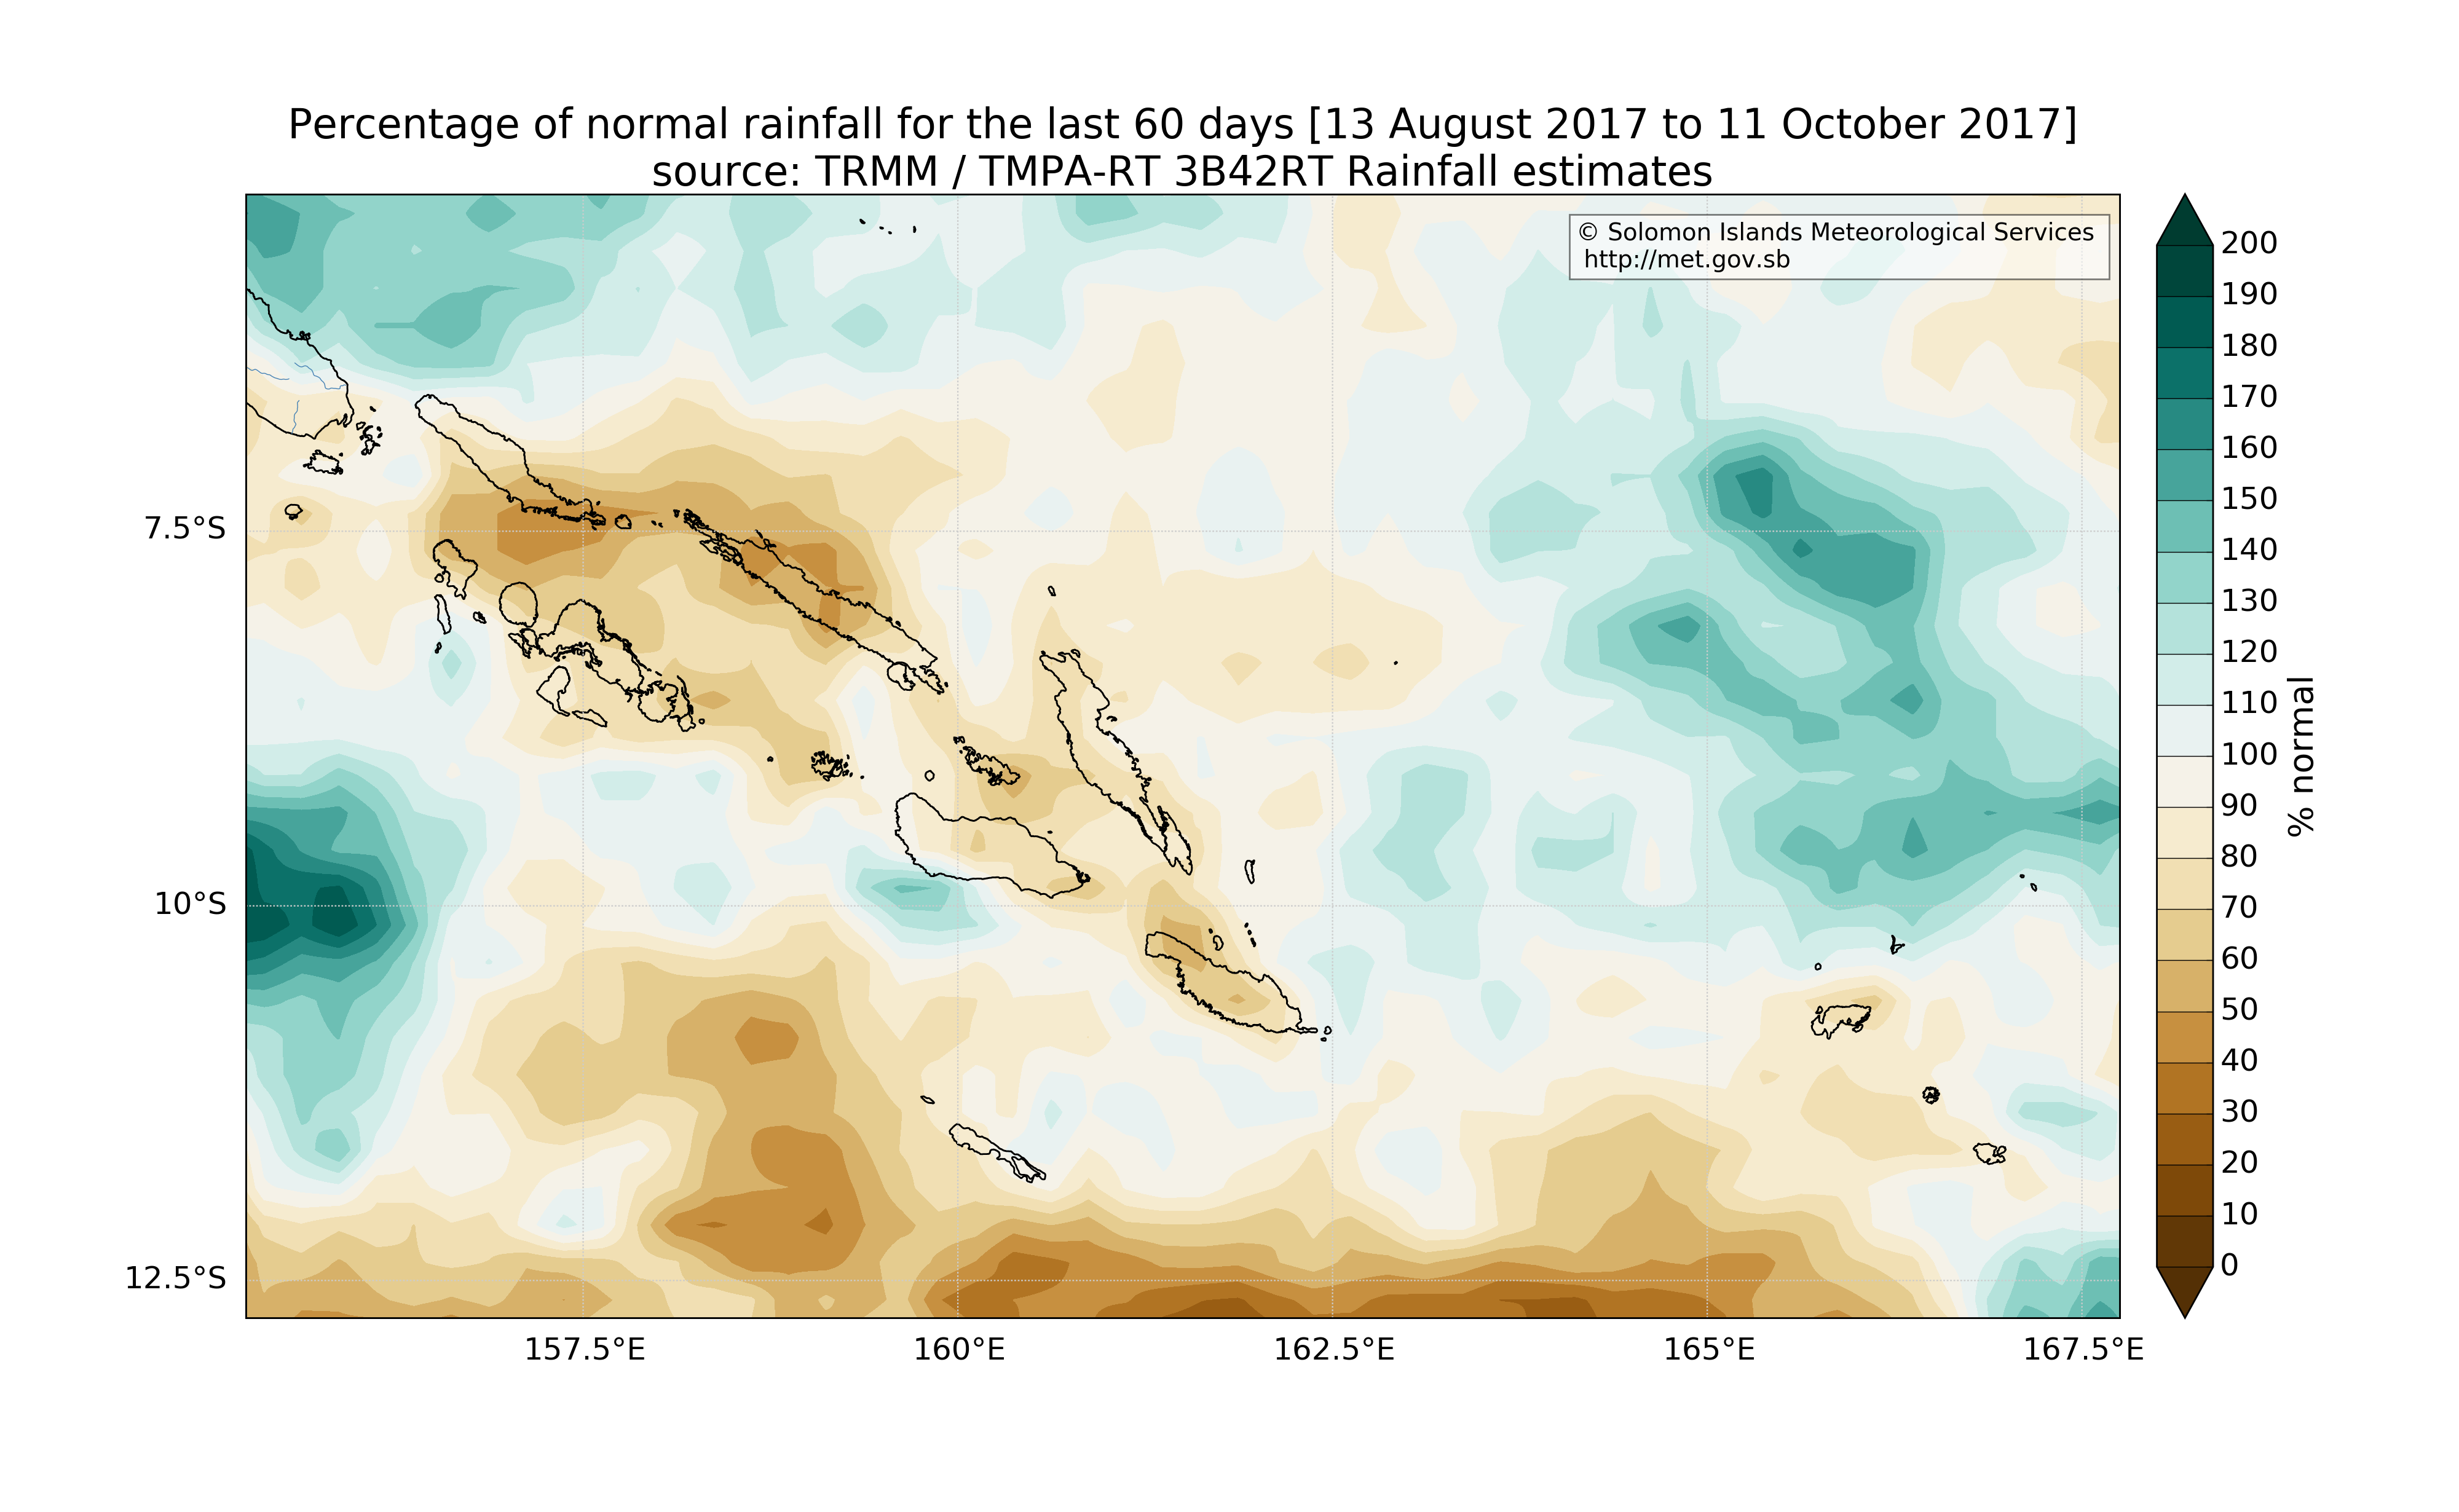 Percentage of normal rainfall for the last 60 days [13 August 2017 to 11 October 2017]
source: TRMM / TMPA-RT 3B42RT Rainfall estimates
© Solomon Islands Meteorological Services
http://met.gov.sb
200
190
180
170
160
150
140
130
120
110
100
90
80
70
60
50
40
30
20
10
0
% normal
7.5°S
10°S
12.5°S
157.5°E
160°E
162.5°E
165°E
167.5°E